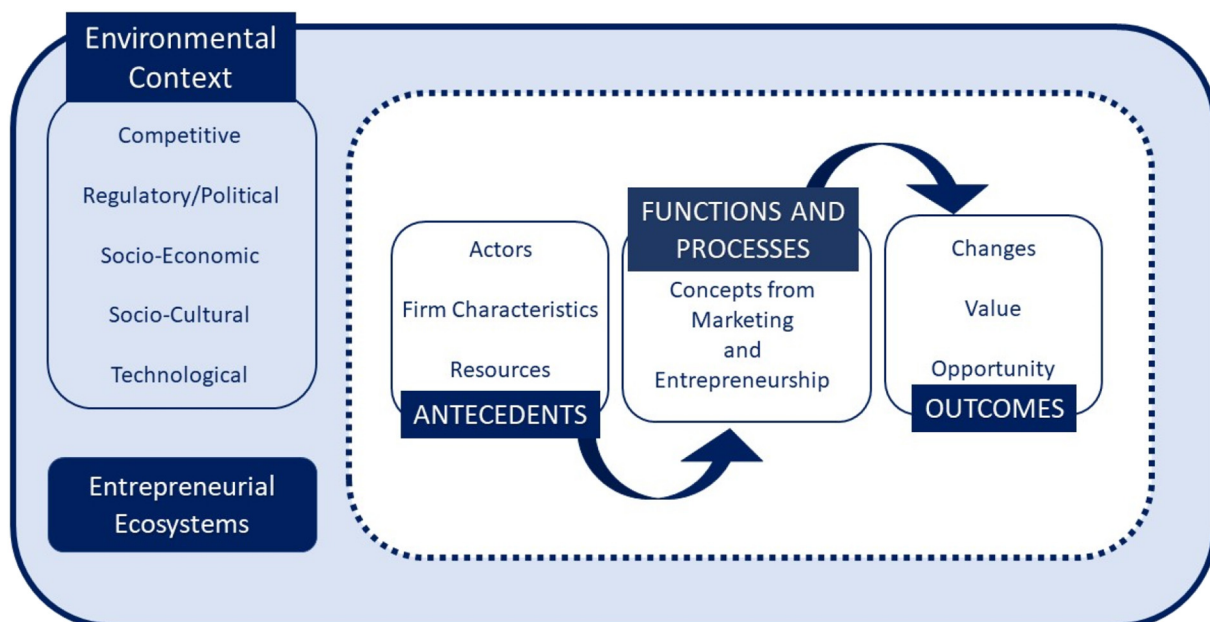 Environmental
Context
Competitive
Regulatory/Political
Socio-Economic
Socio-Cultural
Technological
Entrepreneurial
Ecosystems
Actors
Firm Characteristics
Resources
ANTECEDENTS
FUNCTIONS AND
PROCESSES
Concepts from
Marketing
and
Entrepreneurship
Changes
Value
Opportunity
OUTCOMES